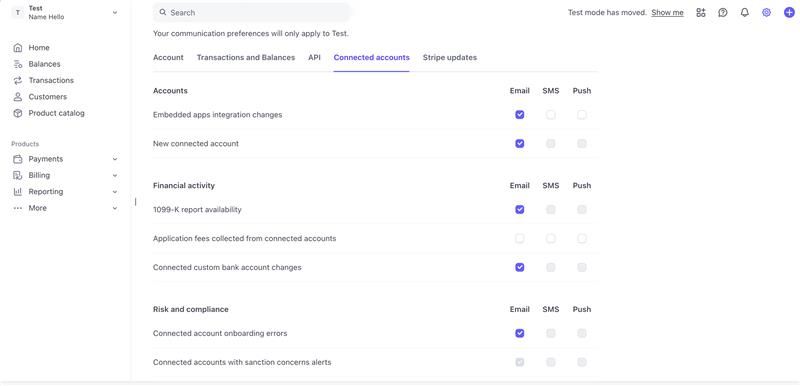 T
Test
Name Hello
Search
Test mode has moved. Show me
Home
Balances
Transactions
Customers
Product catalog
Products
Payments
Billing
Reporting
More
Your communication preferences will only apply to Test.
Account Transactions and Balances API Connected accounts Stripe updates
Accounts Email SMS Push
Embedded apps integration changes
New connected account
Financial activity Email SMS Push
1099-K report availability
Application fees collected from connected accounts
Connected custom bank account changes
Risk and compliance Email SMS Push
Connected account onboarding errors
Connected accounts with sanction concerns alerts